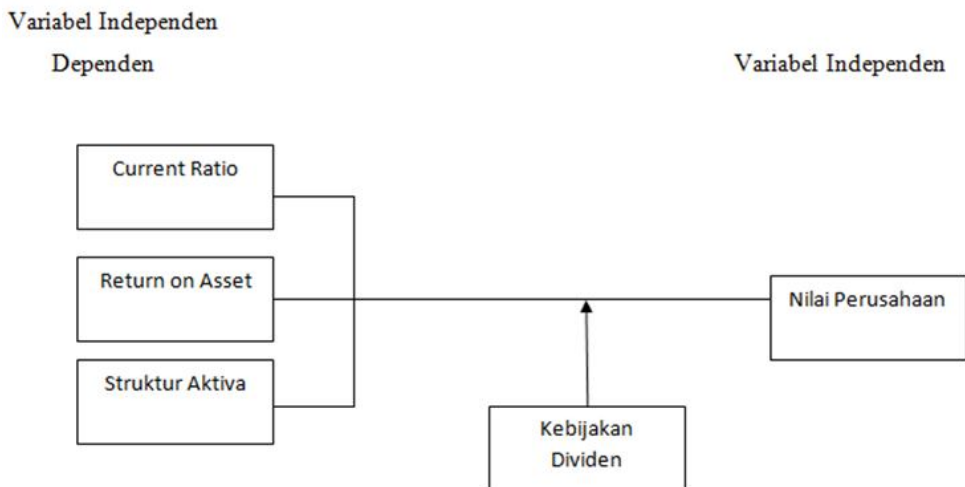 Variabel Independen
Dependen
Variabel Independen
Current Ratio
Return on Asset
Nilai Perusahaan
Struktur Aktiva
Kebijakan
Dividen